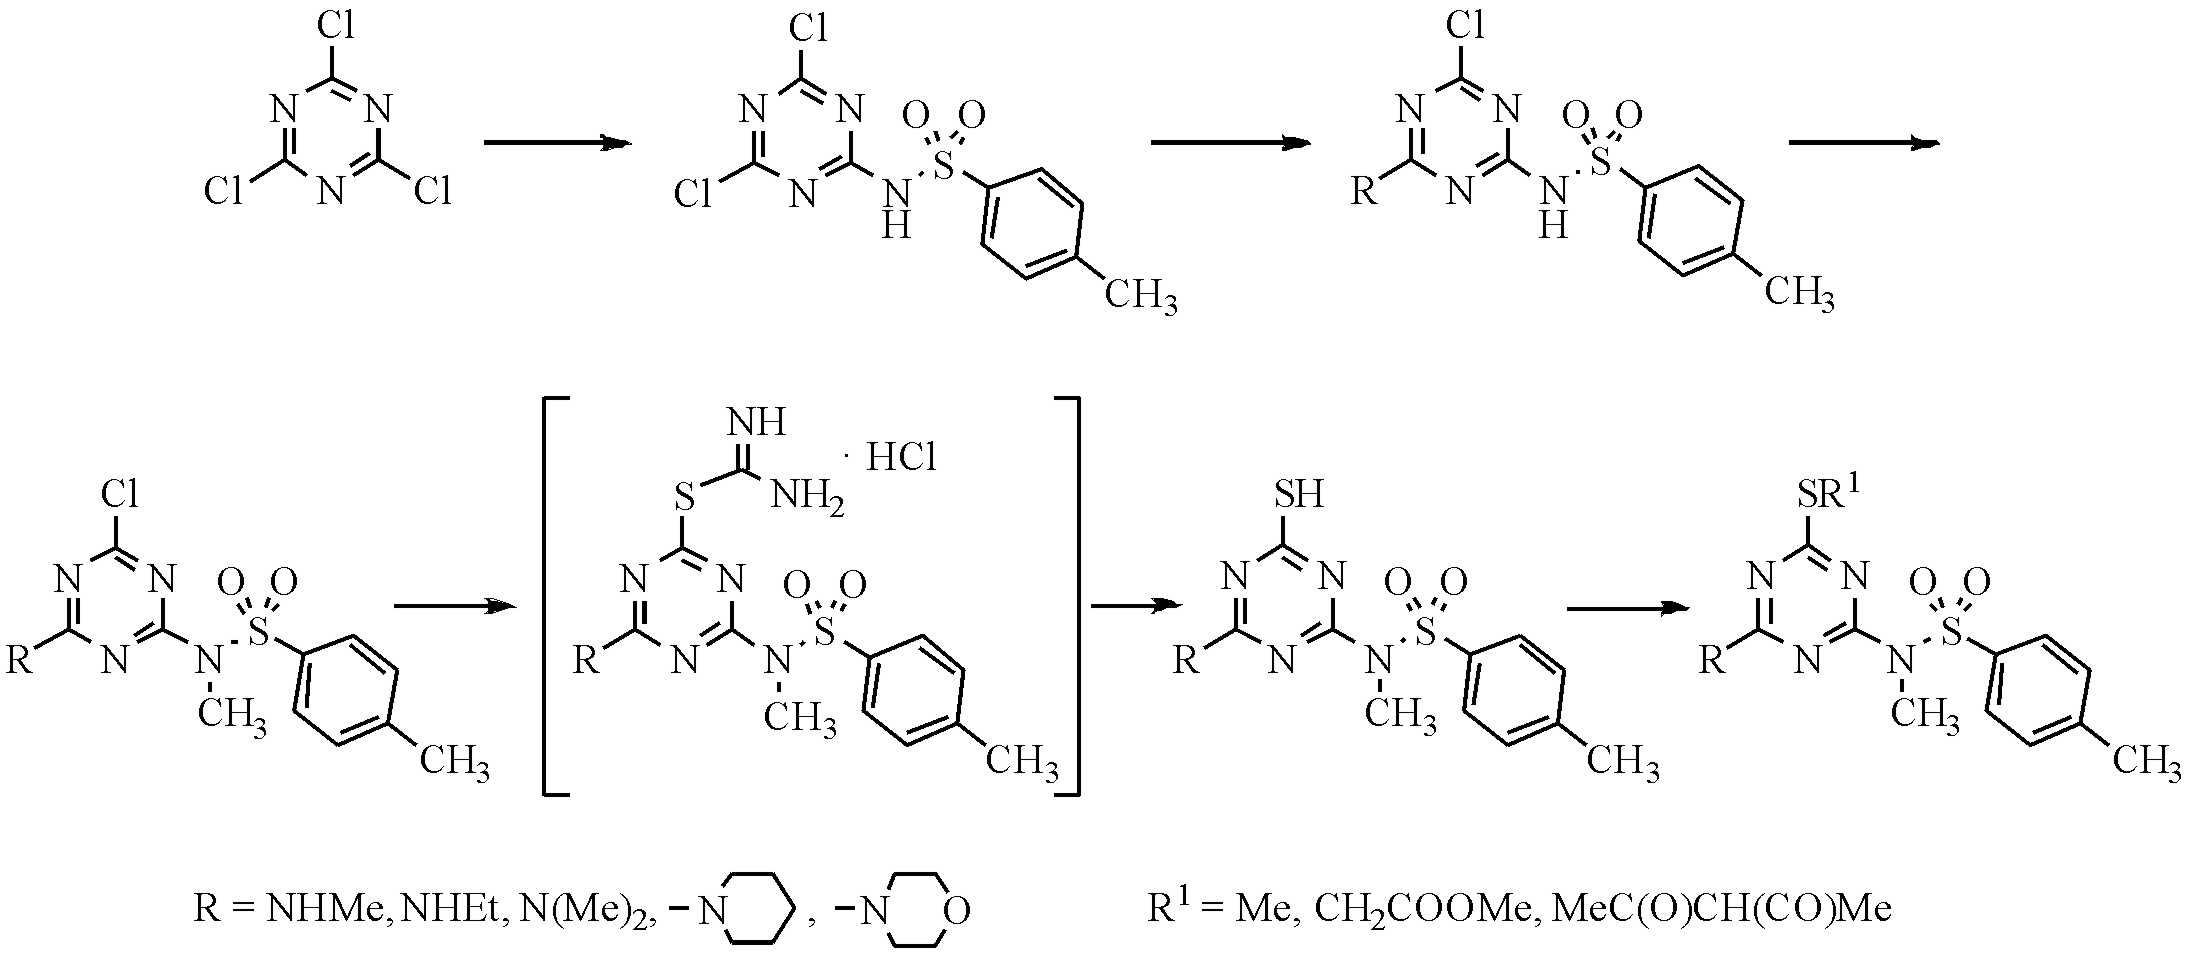 Cl Cl Cl
N N O O N N O O N N
Cl N Cl Cl N N H S R N N H S
CH3 CH3
NH · HCl
Cl S NH2 SH SR1
N N O O N N O O N N O O N N O O
R N N S R N N S R N N S R N N S
CH3 CH3 CH3 CH3
CH3 CH3 CH3 CH3
R = NHMe, NHEt, N(Me)2, –N , –N O R1 = Me, CH2COOMe, MeC(O)CH(CO)Me